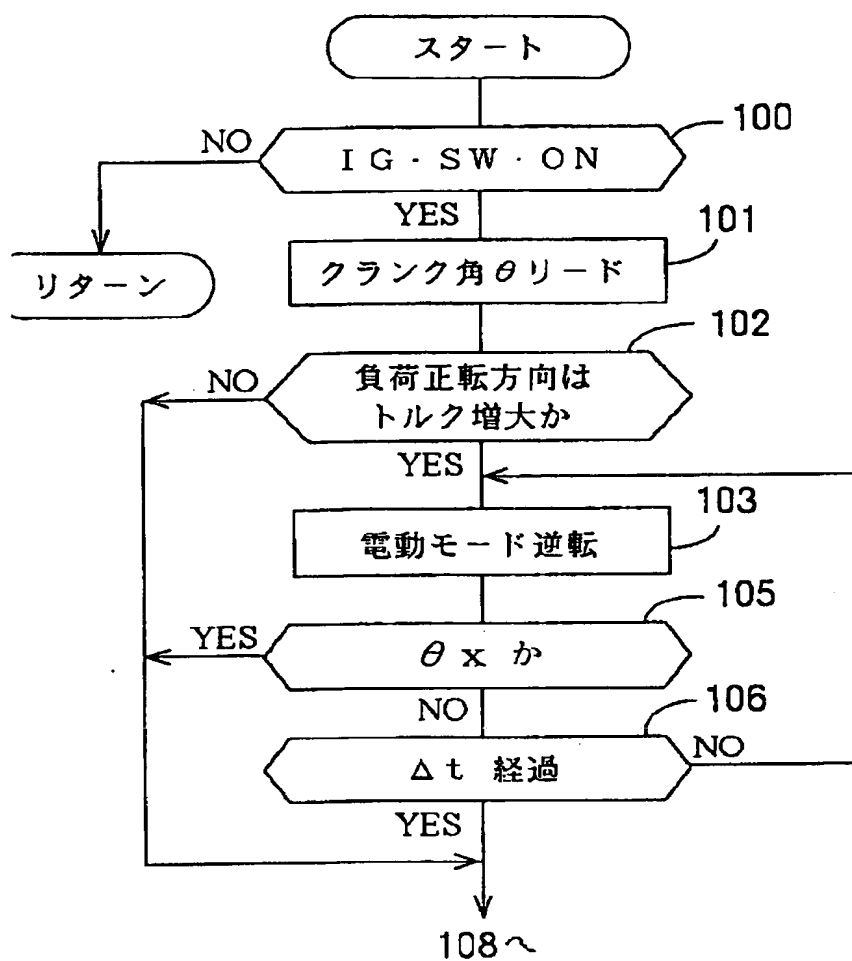 スタート
100
NO
IG・SW・ON
YES
101
リターン
クランク角θリード
102
NO
負荷正転方向は
トルク増大か
YES
103
電動モード逆転
105
YES
θxか
NO
106
Δt 経過
NO
YES
108へ